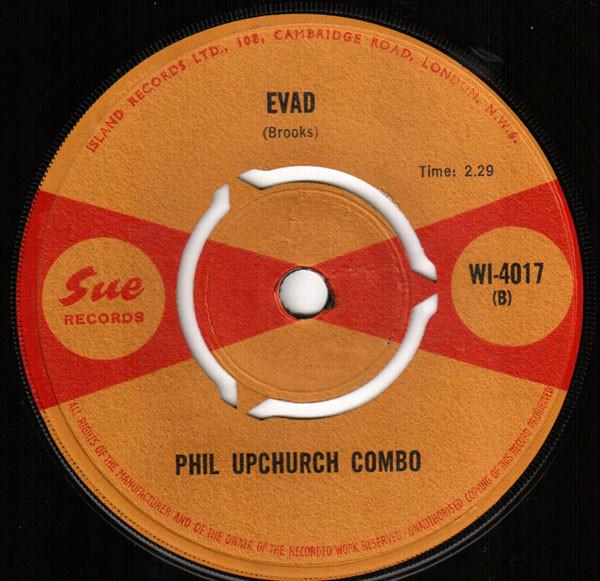 ISLAND RECORDS LTD., 108, CAMBRIDGE ROAD, LONDON, N.W.6.
EVAD
(Brooks)
Time: 2.29
Sue
RECORDS
WI-4017
(B)
PHIL UPCHURCH COMBO
ALL RIGHTS OF THE MANUFACTURER AND OF THE OWNER OF THE RECORDED WORK RESERVED - UNAUTHORISED COPYING OF THIS RECORD PROHIBITED